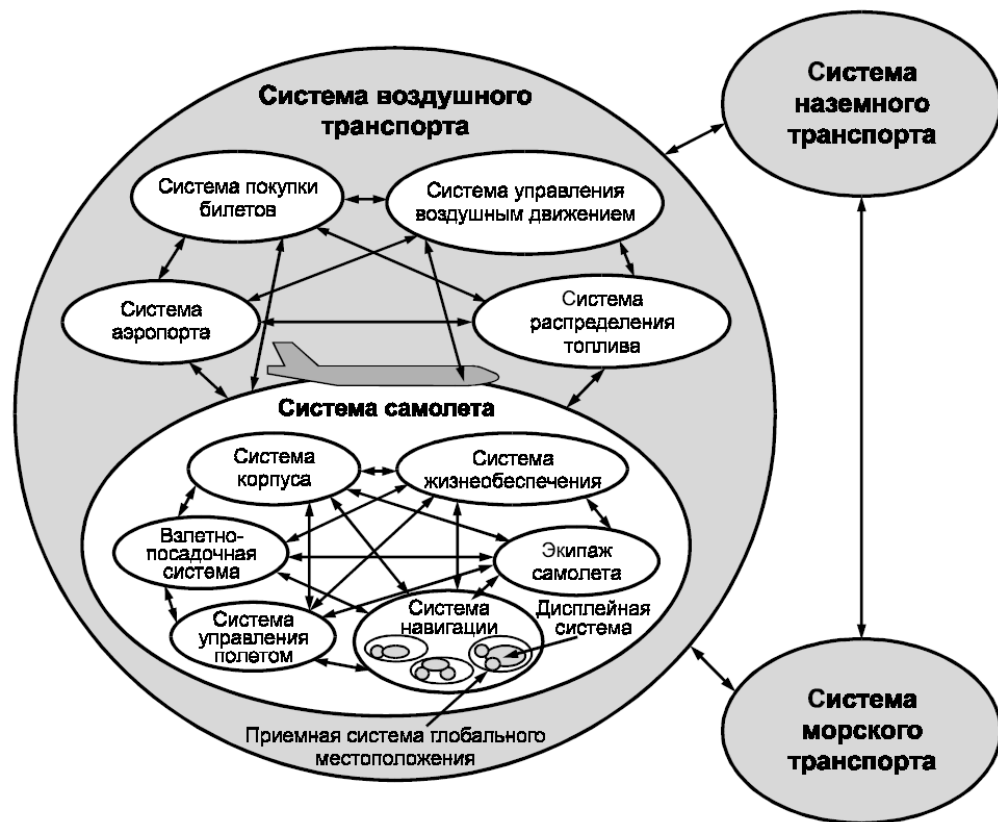 Система воздушного
транспорта
Система
наземного
транспорта
Система покупки
билетов
Система управления
воздушным движением
Система
аэропорта
Система
распределения
топлива
Система самолета
Система
корпуса
Система
жизнеобеспечения
Взлетно-
посадочная
система
Экипаж
самолета
Система
управления
полетом
Система
навигации
Дисплейная
система
Приемная система глобального
местоположения
Система
морского
транспорта